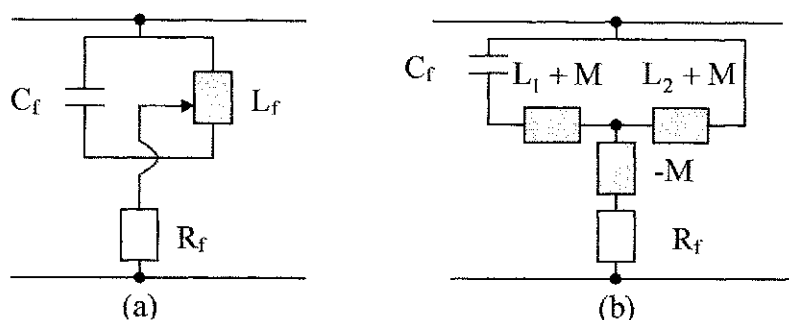 C_f
L_f
R_f
(a)
C_f
L_1 + M
L_2 + M
-M
R_f
(b)